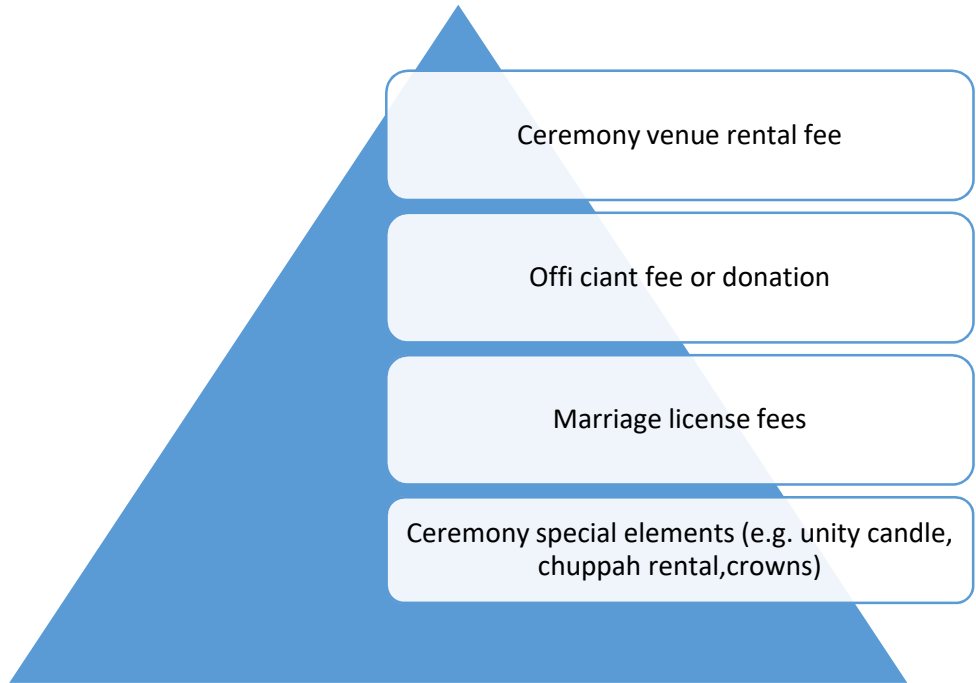 Ceremony venue rental fee
Offi ciant fee or donation
Marriage license fees
Ceremony special elements (e.g. unity candle,
chuppah rental,crowns)